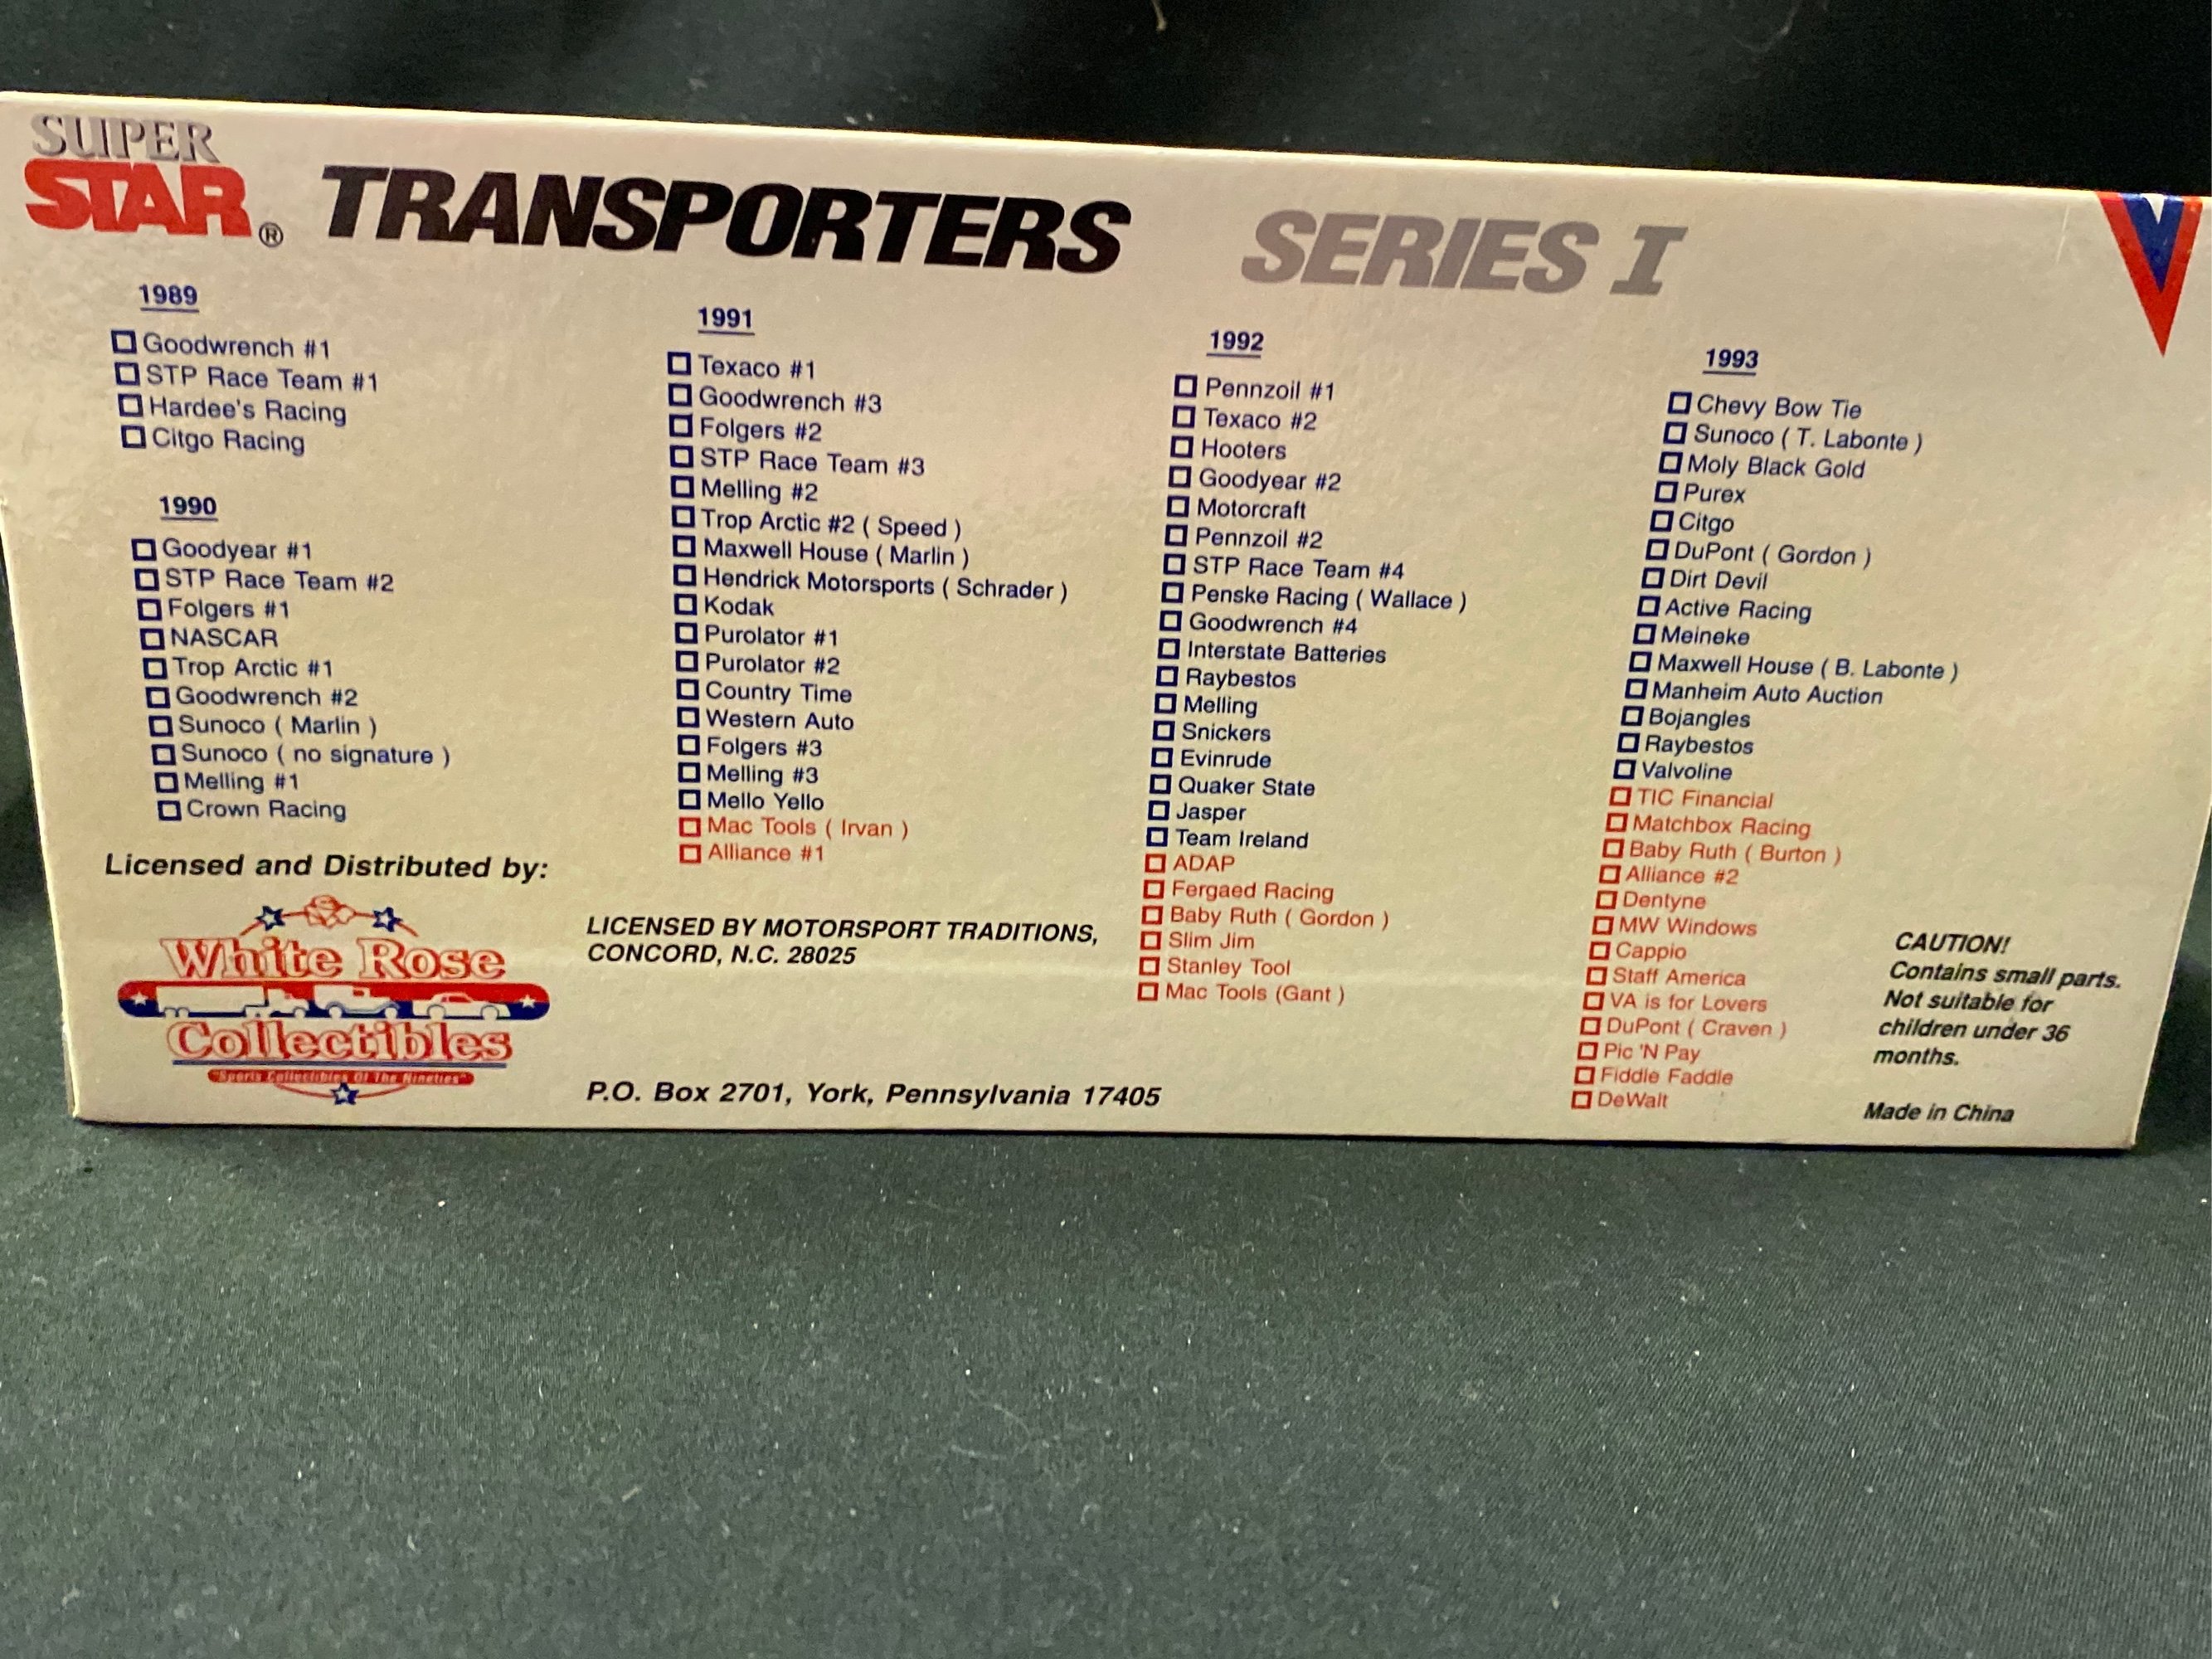 SUPER
STAR® TRANSPORTERS SERIES I
1989
Goodwrench #1
STP Race Team #1
Hardee's Racing
Citgo Racing
1990
Goodyear #1
STP Race Team #2
Folgers #1
NASCAR
Trop Arctic #1
Goodwrench #2
Sunoco ( Marlin )
Sunoco ( no signature )
Melling #1
Crown Racing
1991
Texaco #1
Goodwrench #3
Folgers #2
STP Race Team #3
Melling #2
Trop Arctic #2 ( Speed )
Maxwell House ( Marlin )
Hendrick Motorsports ( Schrader )
Kodak
Purolator #1
Purolator #2
Country Time
Western Auto
Folgers #3
Melling #3
Mello Yello
Mac Tools ( Irvan )
Alliance #1
1992
Pennzoil #1
Texaco #2
Hooters
Goodyear #2
Motorcraft
Pennzoil #2
STP Race Team #4
Penske Racing ( Wallace )
Goodwrench #4
Interstate Batteries
Raybestos
Melling
Snickers
Evinrude
Quaker State
Jasper
Team Ireland
ADAP
Fergaed Racing
Baby Ruth ( Gordon )
Slim Jim
Stanley Tool
Mac Tools (Gant )
1993
Chevy Bow Tie
Sunoco ( T. Labonte )
Moly Black Gold
Purex
Citgo
DuPont ( Gordon )
Dirt Devil
Active Racing
Meineke
Maxwell House ( B. Labonte )
Manheim Auto Auction
Bojangles
Raybestos
Valvoline
TIC Financial
Matchbox Racing
Baby Ruth ( Burton )
Alliance #2
Dentyne
MW Windows
Cappio
Staff America
VA is for Lovers
DuPont ( Craven )
Pic 'N Pay
Fiddle Faddle
DeWalt
Licensed and Distributed by:
White Rose
Collectibles
"Sports Collectibles Of The Nineties"
LICENSED BY MOTORSPORT TRADITIONS,
CONCORD, N.C. 28025
P.O. Box 2701, York, Pennsylvania 17405
CAUTION!
Contains small parts.
Not suitable for
children under 36
months.
Made in China